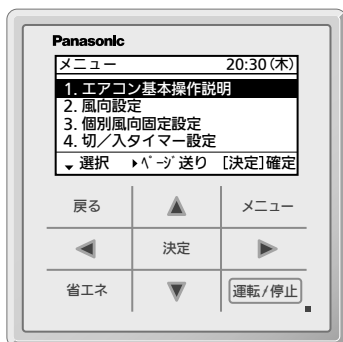 Panasonic
メニュー 20:30(木)
1. エアコン基本操作説明
2. 風向設定
3. 個別風向固定設定
4. 切／入タイマー設定
選択 ﾍﾟｰｼﾞ送り [決定]確定
戻る メニュー
決定
省エネ 運転/停止